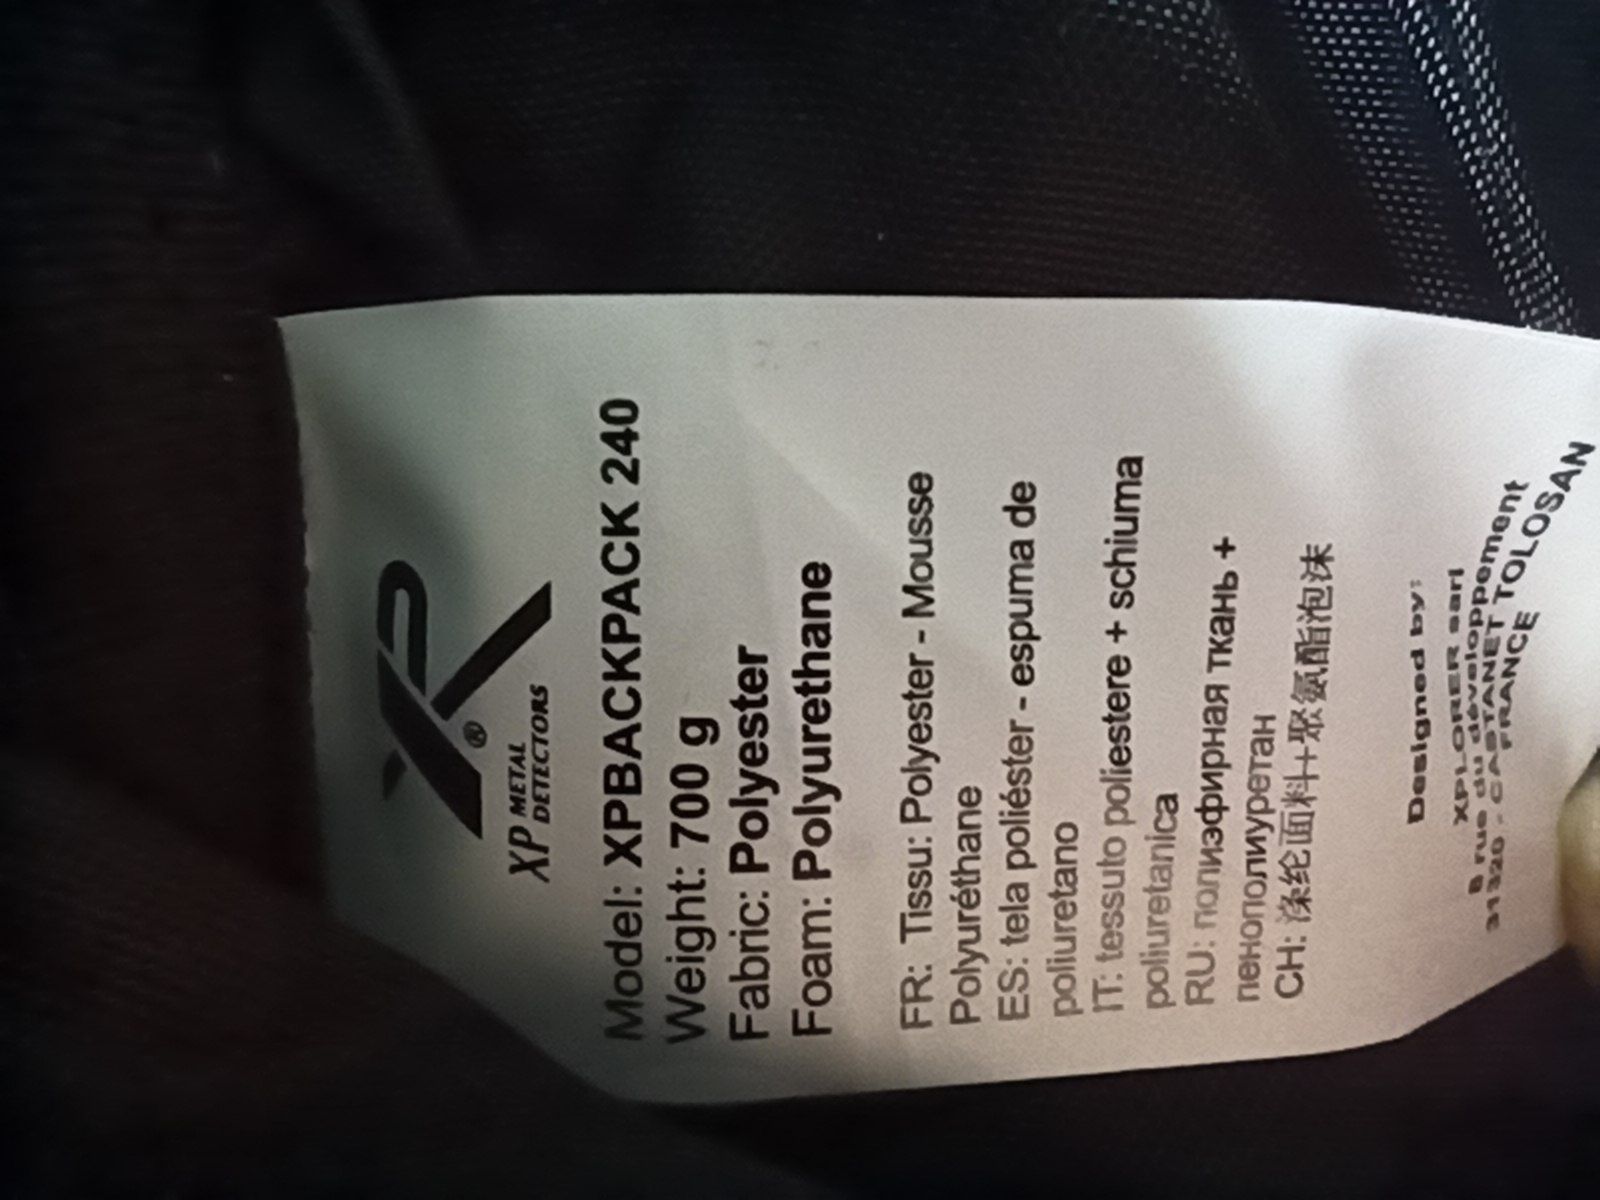 XP
®
XP METAL
DETECTORS
Model: XPBACKPACK 240
Weight: 700 g
Fabric: Polyester
Foam: Polyurethane
FR: Tissu: Polyester - Mousse
Polyuréthane
ES: tela poliéster - espuma de
poliuretano
IT: tessuto poliestere + schiuma
poliuretanica
RU: полиэфирная ткань +
пенополиуретан
CH: 涤纶面料+聚氨酯泡沫
Designed by:
XPLORER sarl
8 rue du développement
31320 - CASTANET TOLOSAN
FRANCE